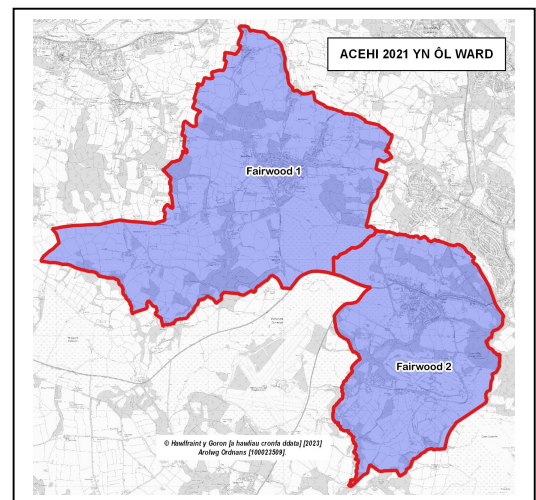 ACEHI 2021 YN ÔL WARD
Fairwood 1
Fairwood 2
© Hawlfraint y Goron [a hawliau cronfa ddata] [2023]
Arolwg Ordnans [100023509].